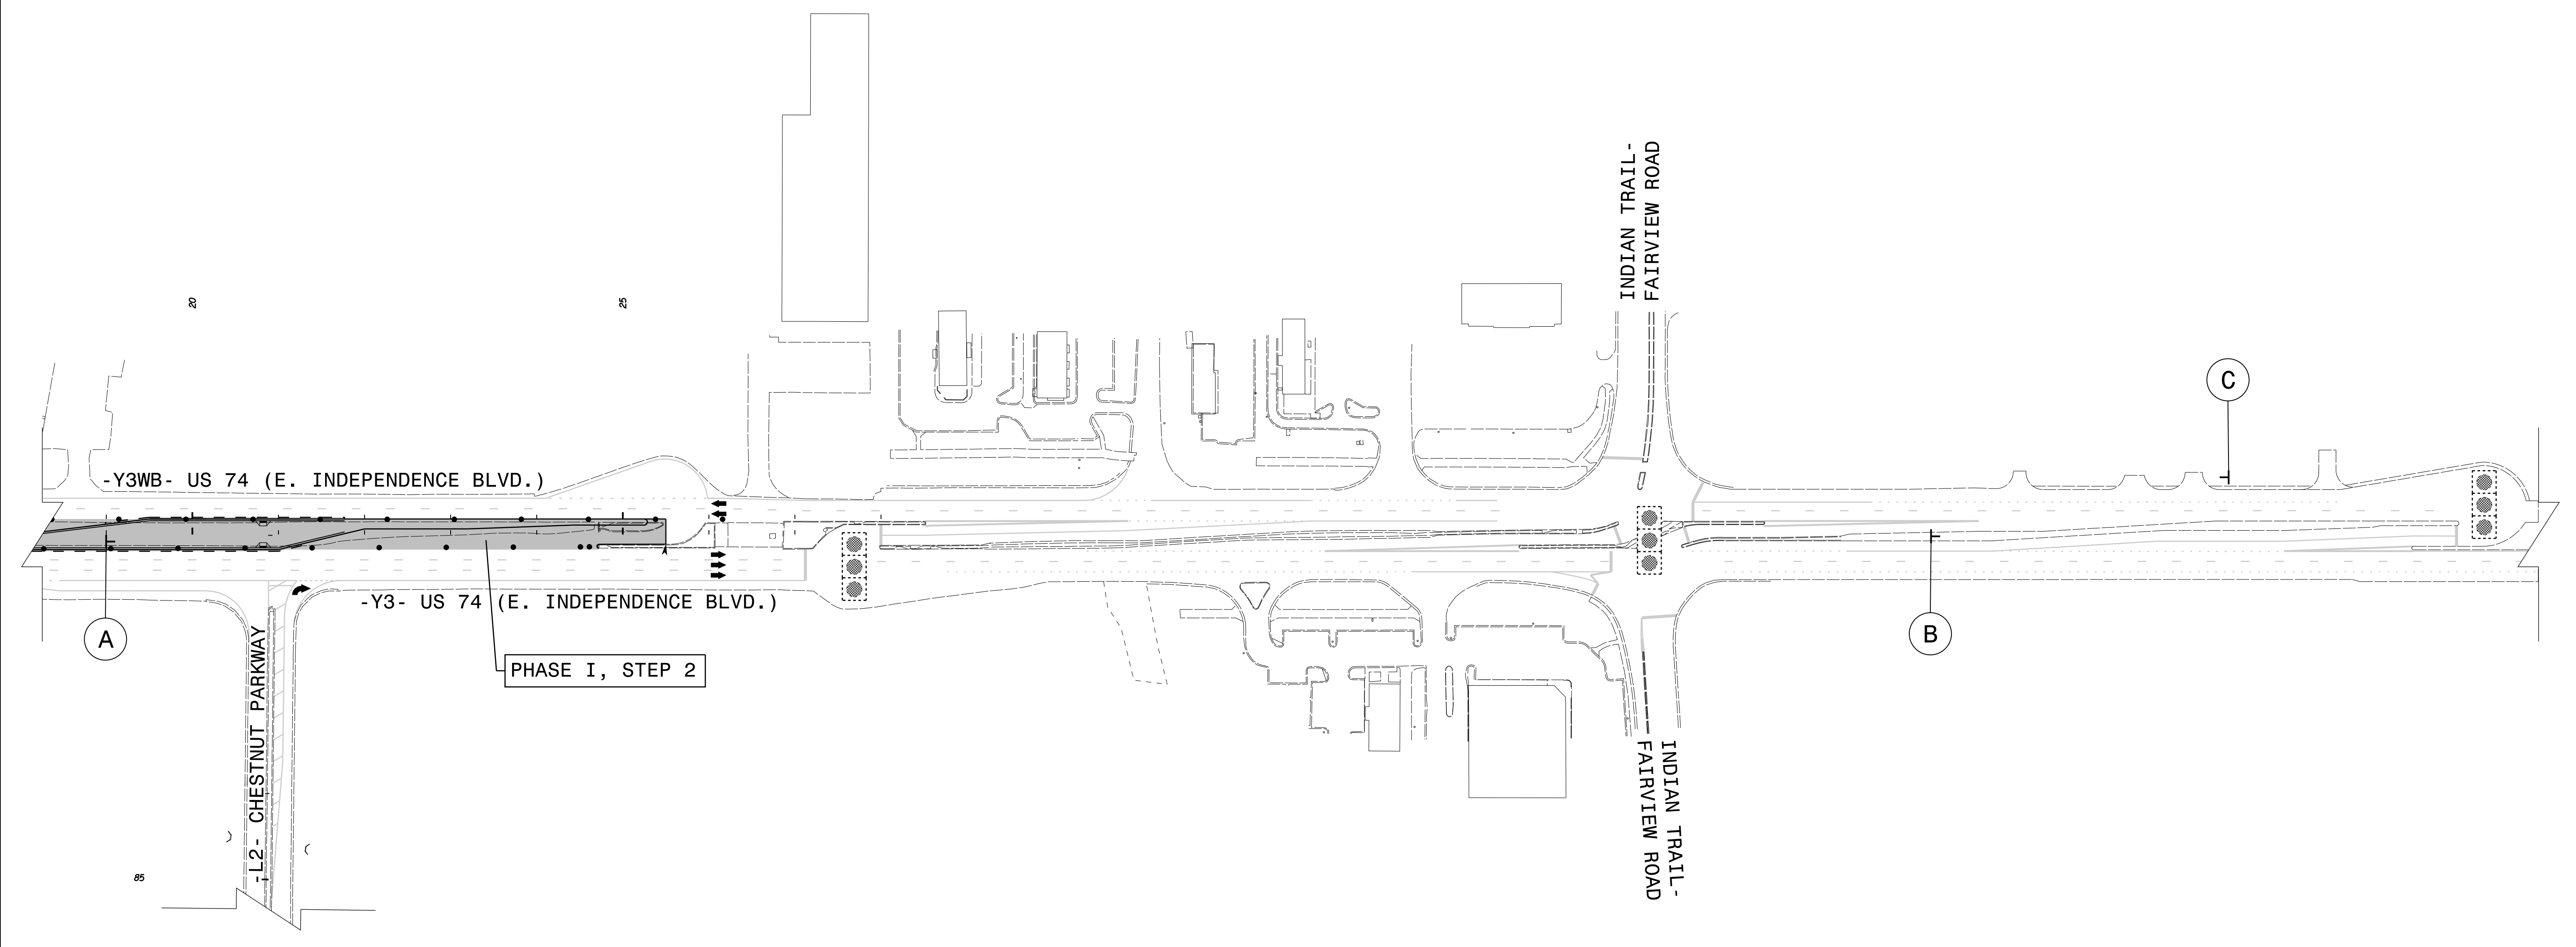 INDIAN TRAIL-
FAIRVIEW ROAD
20
25
C
-Y3WB- US 74 (E. INDEPENDENCE BLVD.)
-Y3- US 74 (E. INDEPENDENCE BLVD.)
A
B
PHASE I, STEP 2
-L2- CHESTNUT PARKWAY
INDIAN TRAIL-
FAIRVIEW ROAD
85